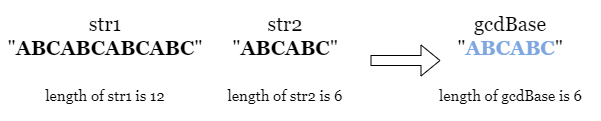 str1 str2 gcdBase
"ABCABCABCABC" "ABCABC" "ABCABC"
length of str1 is 12 length of str2 is 6 length of gcdBase is 6